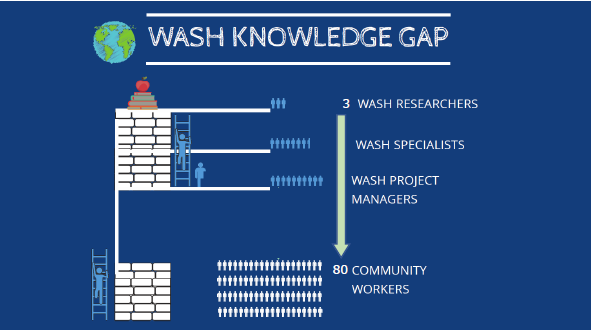 WASH KNOWLEDGE GAP
3 WASH RESEARCHERS
WASH SPECIALISTS
WASH PROJECT
MANAGERS
80 COMMUNITY
WORKERS